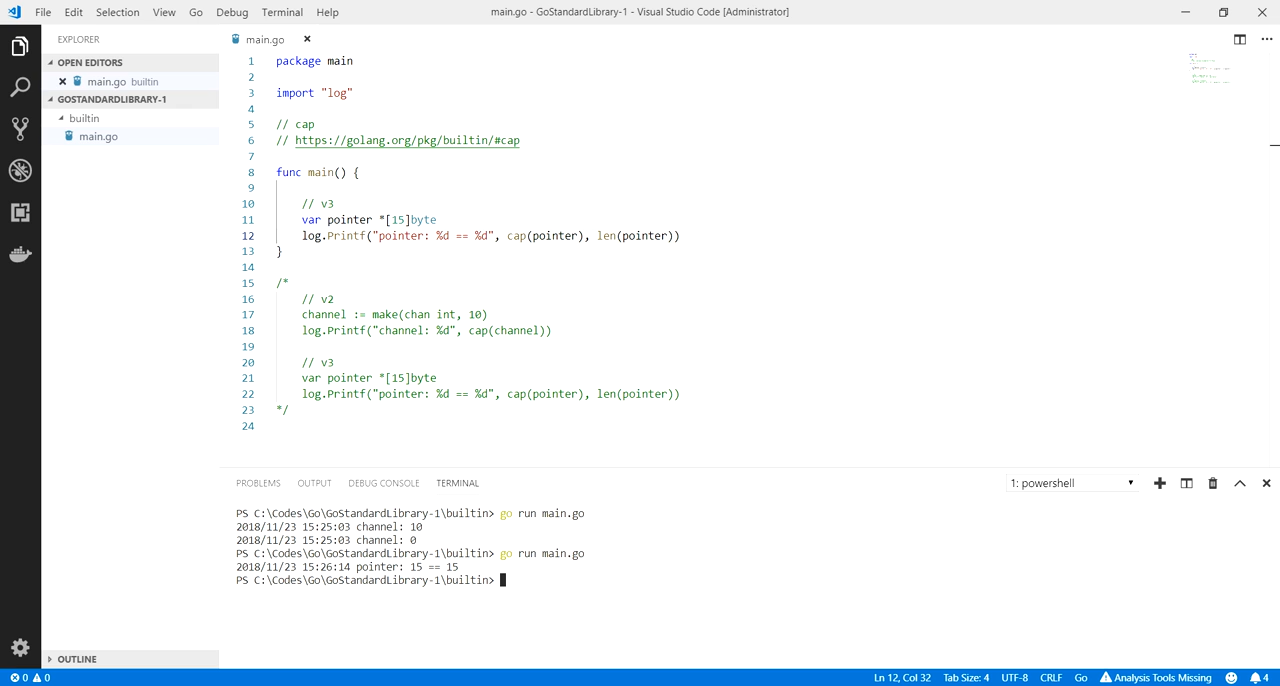 File Edit Selection View Go Debug Terminal Help main.go - GoStandardLibrary-1 - Visual Studio Code [Administrator]
EXPLORER
OPEN EDITORS
main.go builtin
GOSTANDARDLIBRARY-1
builtin
main.go
OUTLINE
main.go
1 package main
2
3 import "log"
4
5 // cap
6 // https://golang.org/pkg/builtin/#cap
7
8 func main() {
9
10 // v3
11 var pointer *[15]byte
12 log.Printf("pointer: %d == %d", cap(pointer), len(pointer))
13 }
14
15 /*
16 // v2
17 channel := make(chan int, 10)
18 log.Printf("channel: %d", cap(channel))
19
20 // v3
21 var pointer *[15]byte
22 log.Printf("pointer: %d == %d", cap(pointer), len(pointer))
23 */
24
PROBLEMS OUTPUT DEBUG CONSOLE TERMINAL 1: powershell
PS C:\Codes\Go\GoStandardLibrary-1\builtin> go run main.go
2018/11/23 15:25:03 channel: 10
2018/11/23 15:25:03 channel: 0
PS C:\Codes\Go\GoStandardLibrary-1\builtin> go run main.go
2018/11/23 15:26:14 pointer: 15 == 15
PS C:\Codes\Go\GoStandardLibrary-1\builtin>
0 0 Ln 12, Col 32 Tab Size: 4 UTF-8 CRLF Go Analysis Tools Missing 4